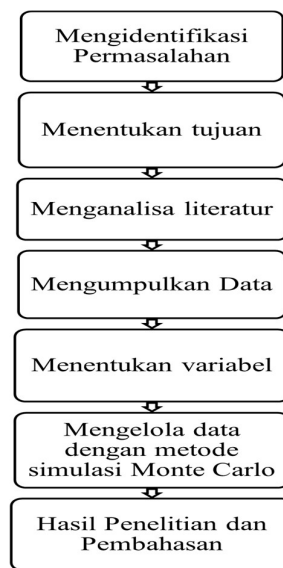 Mengidentifikasi
Permasalahan
Menentukan tujuan
Menganalisa literatur
Mengumpulkan Data
Menentukan variabel
Mengelola data
dengan metode
simulasi Monte Carlo
Hasil Penelitian dan
Pembahasan